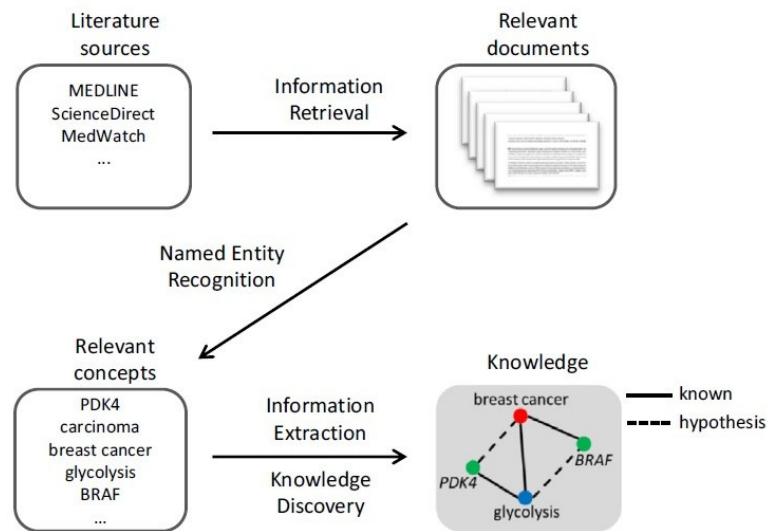 Literature
sources
MEDLINE
ScienceDirect
MedWatch
...
Information
Retrieval
Relevant
documents
Named Entity
Recognition
Relevant
concepts
PDK4
carcinoma
breast cancer
glycolysis
BRAF
...
Information
Extraction
Knowledge
Discovery
Knowledge
breast cancer
PDK4
BRAF
glycolysis
known
hypothesis